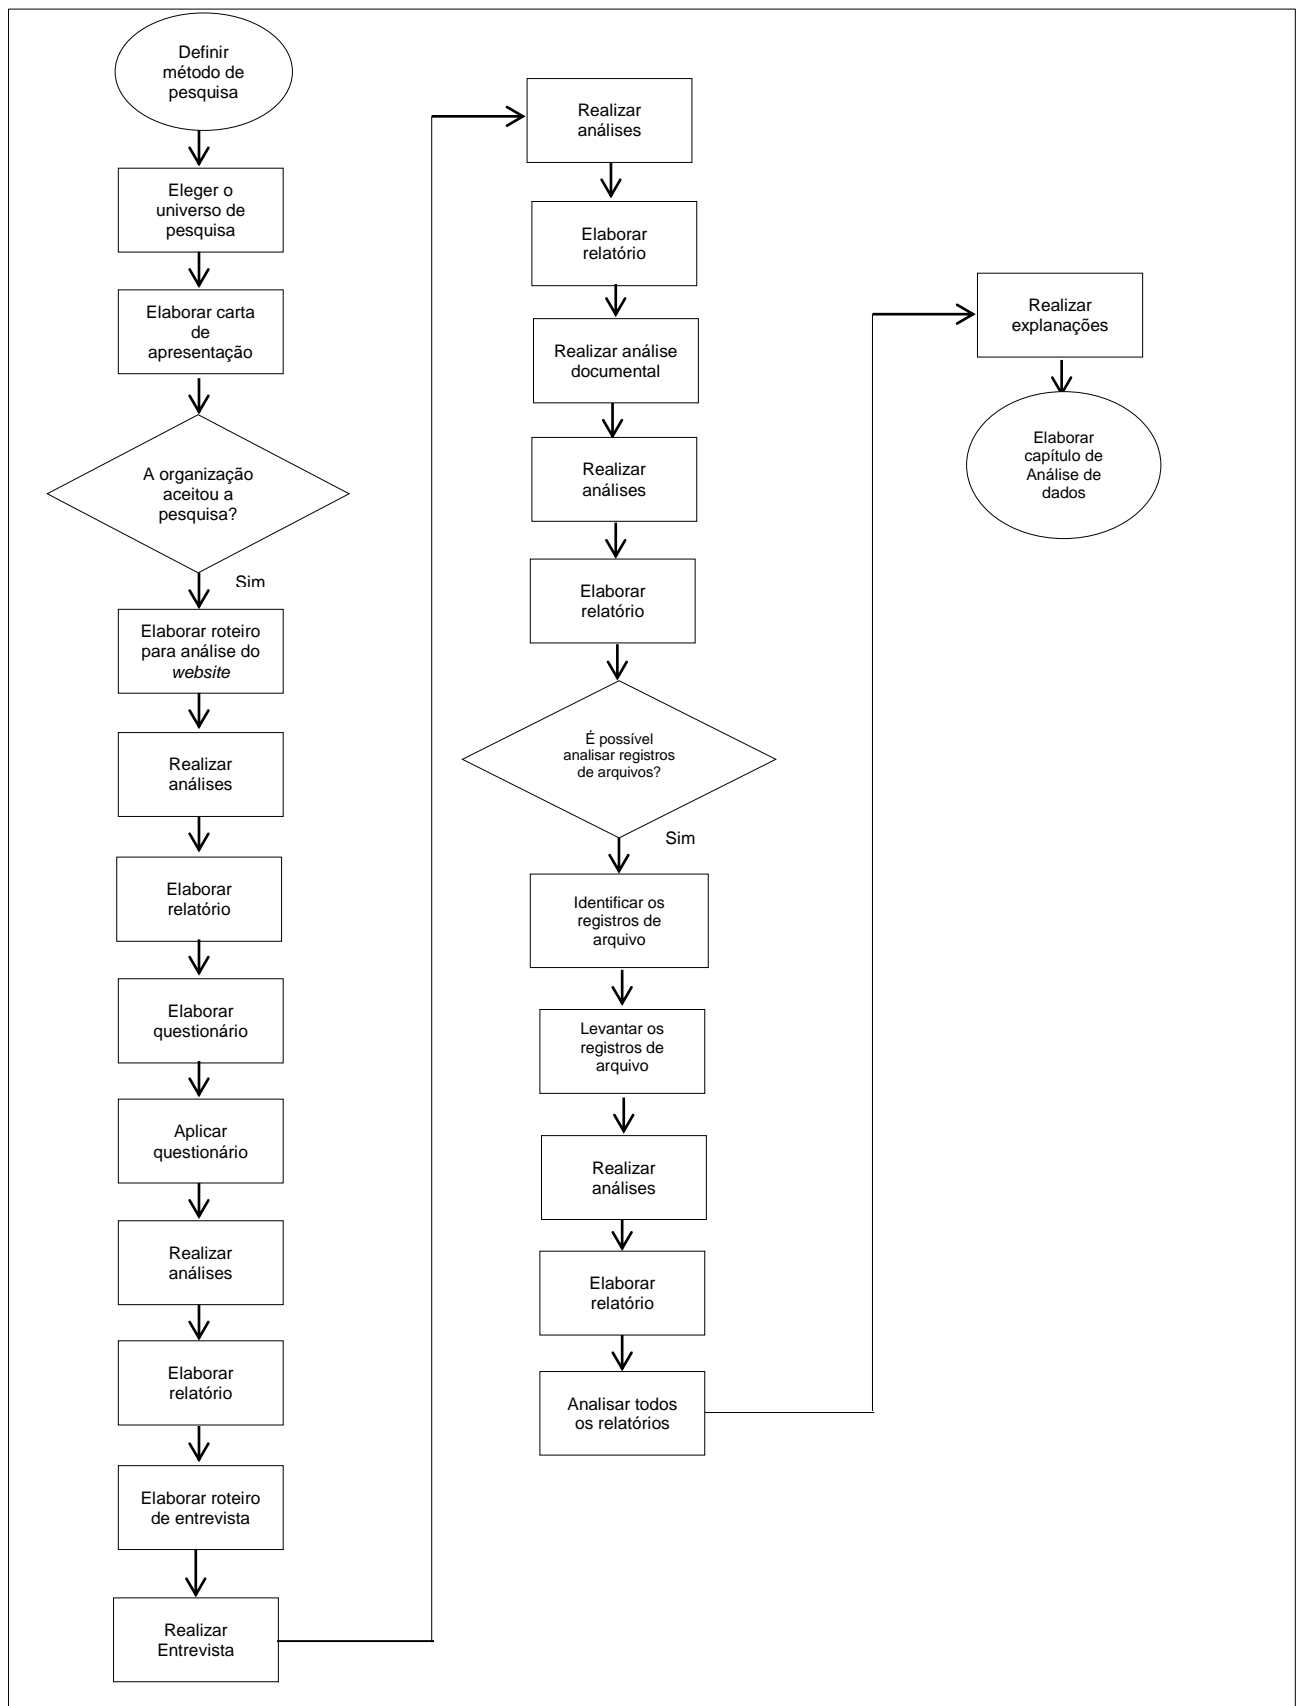 Definir
método de
pesquisa
Eleger o
universo de
pesquisa
Elaborar carta
de
apresentação
A organização
aceitou a
pesquisa?
Sim
Elaborar roteiro
para análise do
website
Realizar
análises
Elaborar
relatório
Elaborar
questionário
Aplicar
questionário
Realizar
análises
Elaborar
relatório
Elaborar roteiro
de entrevista
Realizar
Entrevista
Realizar
análises
Elaborar
relatório
Realizar análise
documental
Realizar
análises
Elaborar
relatório
É possível
analisar registros
de arquivos?
Sim
Identificar os
registros de
arquivo
Levantar os
registros de
arquivo
Realizar
análises
Elaborar
relatório
Analisar todos
os relatórios
Realizar
explanações
Elaborar
capítulo de
Análise de
dados